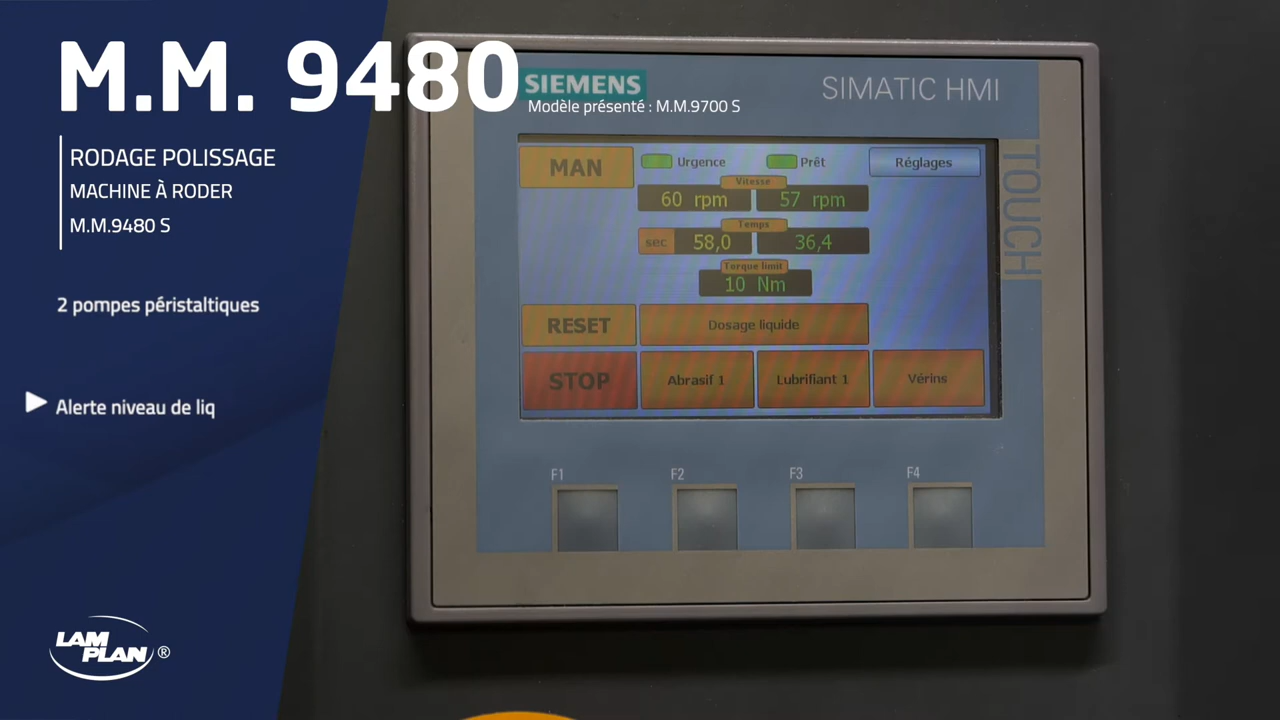 M.M. 9480
RODAGE POLISSAGE
MACHINE À RODER
M.M.9480 S
2 pompes péristaltiques
Alerte niveau de liq
LAM PLAN ®
SIEMENS
SIMATIC HMI
Modèle présenté : M.M.9700 S
TOUCH
MAN
Urgence
Prêt
Réglages
Vitesse
60 rpm
57 rpm
Temps
sec 58,0
36,4
Torque limit
10 Nm
RESET
Dosage liquide
STOP
Abrasif 1
Lubrifiant 1
Vérins
F1
F2
F3
F4